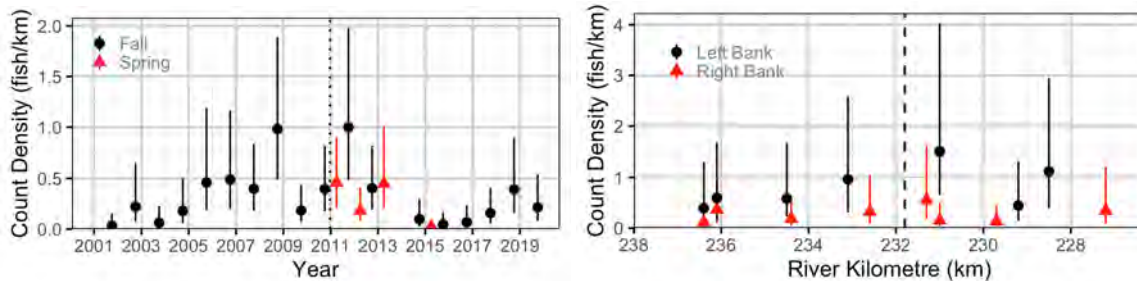 Count Density (fish/km)
2.0
1.5
1.0
0.5
0.0
Fall
Spring
2001 2003 2005 2007 2009 2011 2013 2015 2017 2019
Year
Count Density (fish/km)
4
3
2
1
0
Left Bank
Right Bank
238 236 234 232 230 228
River Kilometre (km)